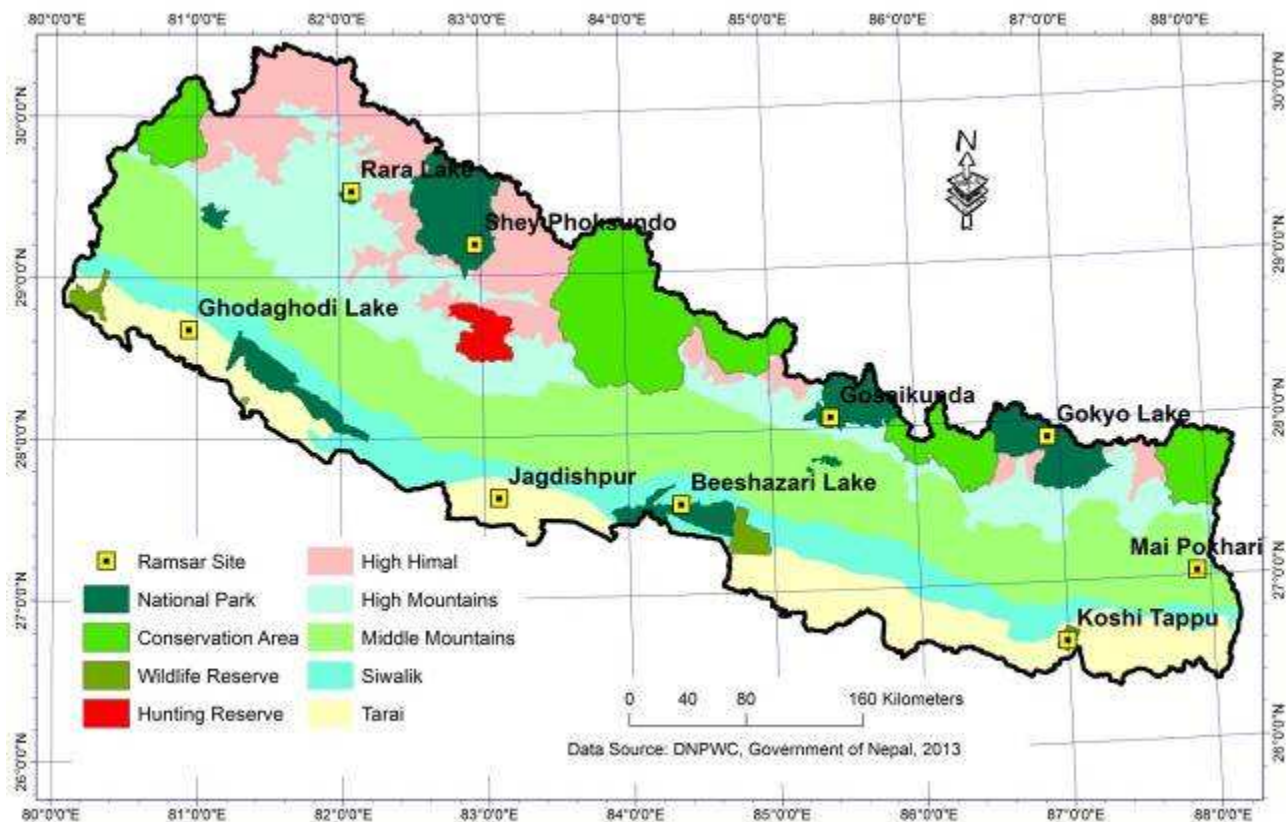 80°0'0"E 81°0'0"E 82°0'0"E 83°0'0"E 84°0'0"E 85°0'0"E 86°0'0"E 87°0'0"E 88°0'0"E
30°0'0"N
29°0'0"N
28°0'0"N
27°0'0"N
26°0'0"N
N
Rara Lake
Shey Phoksundo
Ghodaghodi Lake
Gosaikunda
Gokyo Lake
Jagdishpur
Beeshazari Lake
Mai Pokhari
Koshi Tappu
Ramsar Site
National Park
Conservation Area
Wildlife Reserve
Hunting Reserve
High Himal
High Mountains
Middle Mountains
Siwalik
Tarai
0 40 80 160 Kilometers
Data Source: DNPWC, Government of Nepal, 2013
30°0'0"N
29°0'0"N
28°0'0"N
27°0'0"N
28°0'0"N
80°0'0"E 81°0'0"E 82°0'0"E 83°0'0"E 84°0'0"E 85°0'0"E 86°0'0"E 87°0'0"E 88°0'0"E